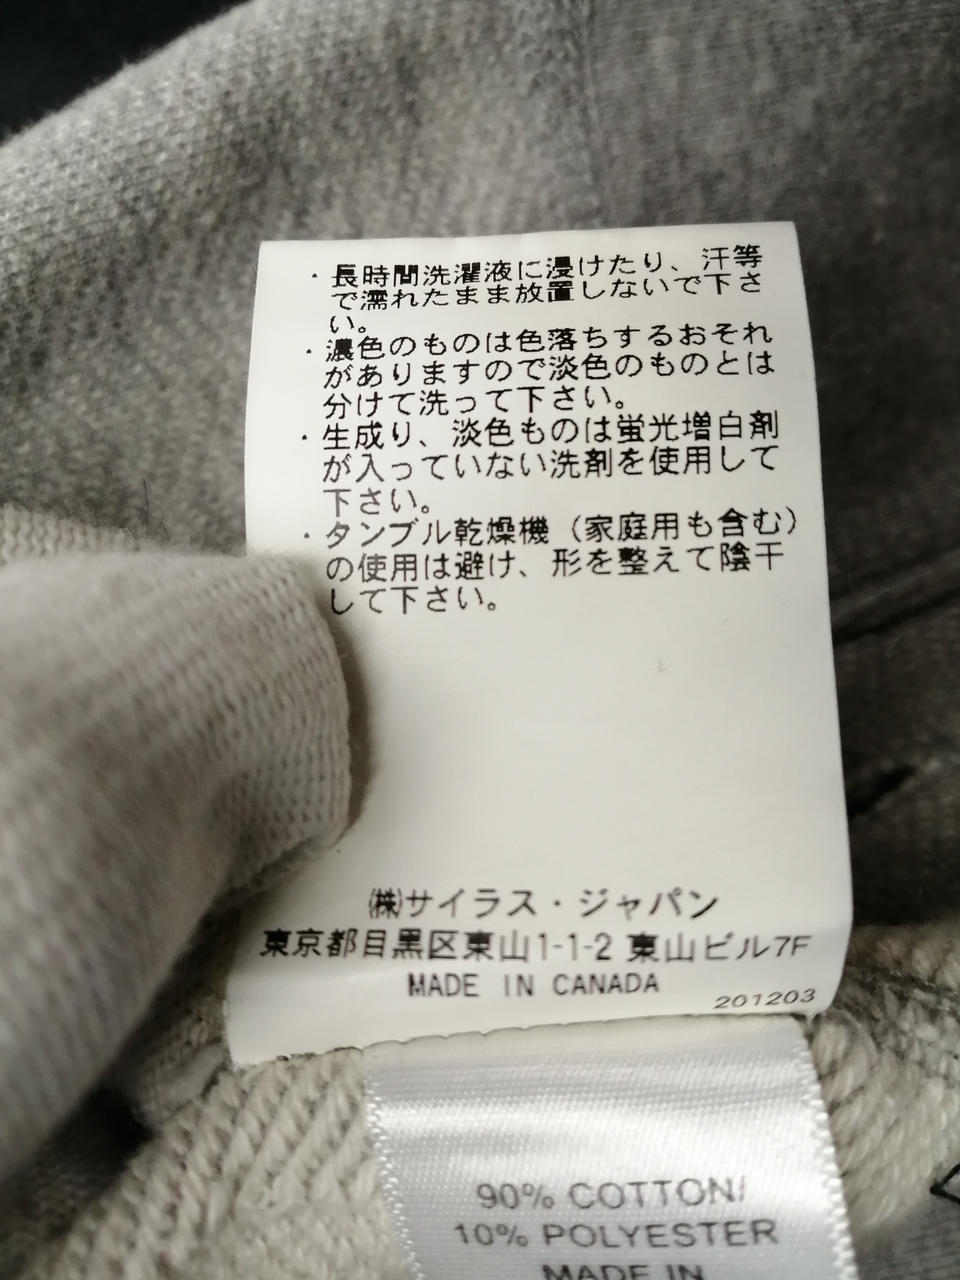 ・長時間洗濯液に浸けたり、汗等
で濡れたまま放置しないで下さ
い。
・濃色のものは色落ちするおそれ
がありますので淡色のものとは
分けて洗って下さい。
・生成り、淡色ものは蛍光増白剤
が入っていない洗剤を使用して
下さい。
・タンブル乾燥機（家庭用も含む）
の使用は避け、形を整えて陰干
して下さい。
㈱サイラス・ジャパン
東京都目黒区東山1-1-2 東山ビル7F
MADE IN CANADA
201203
90% COTTON/
10% POLYESTER
MADE IN